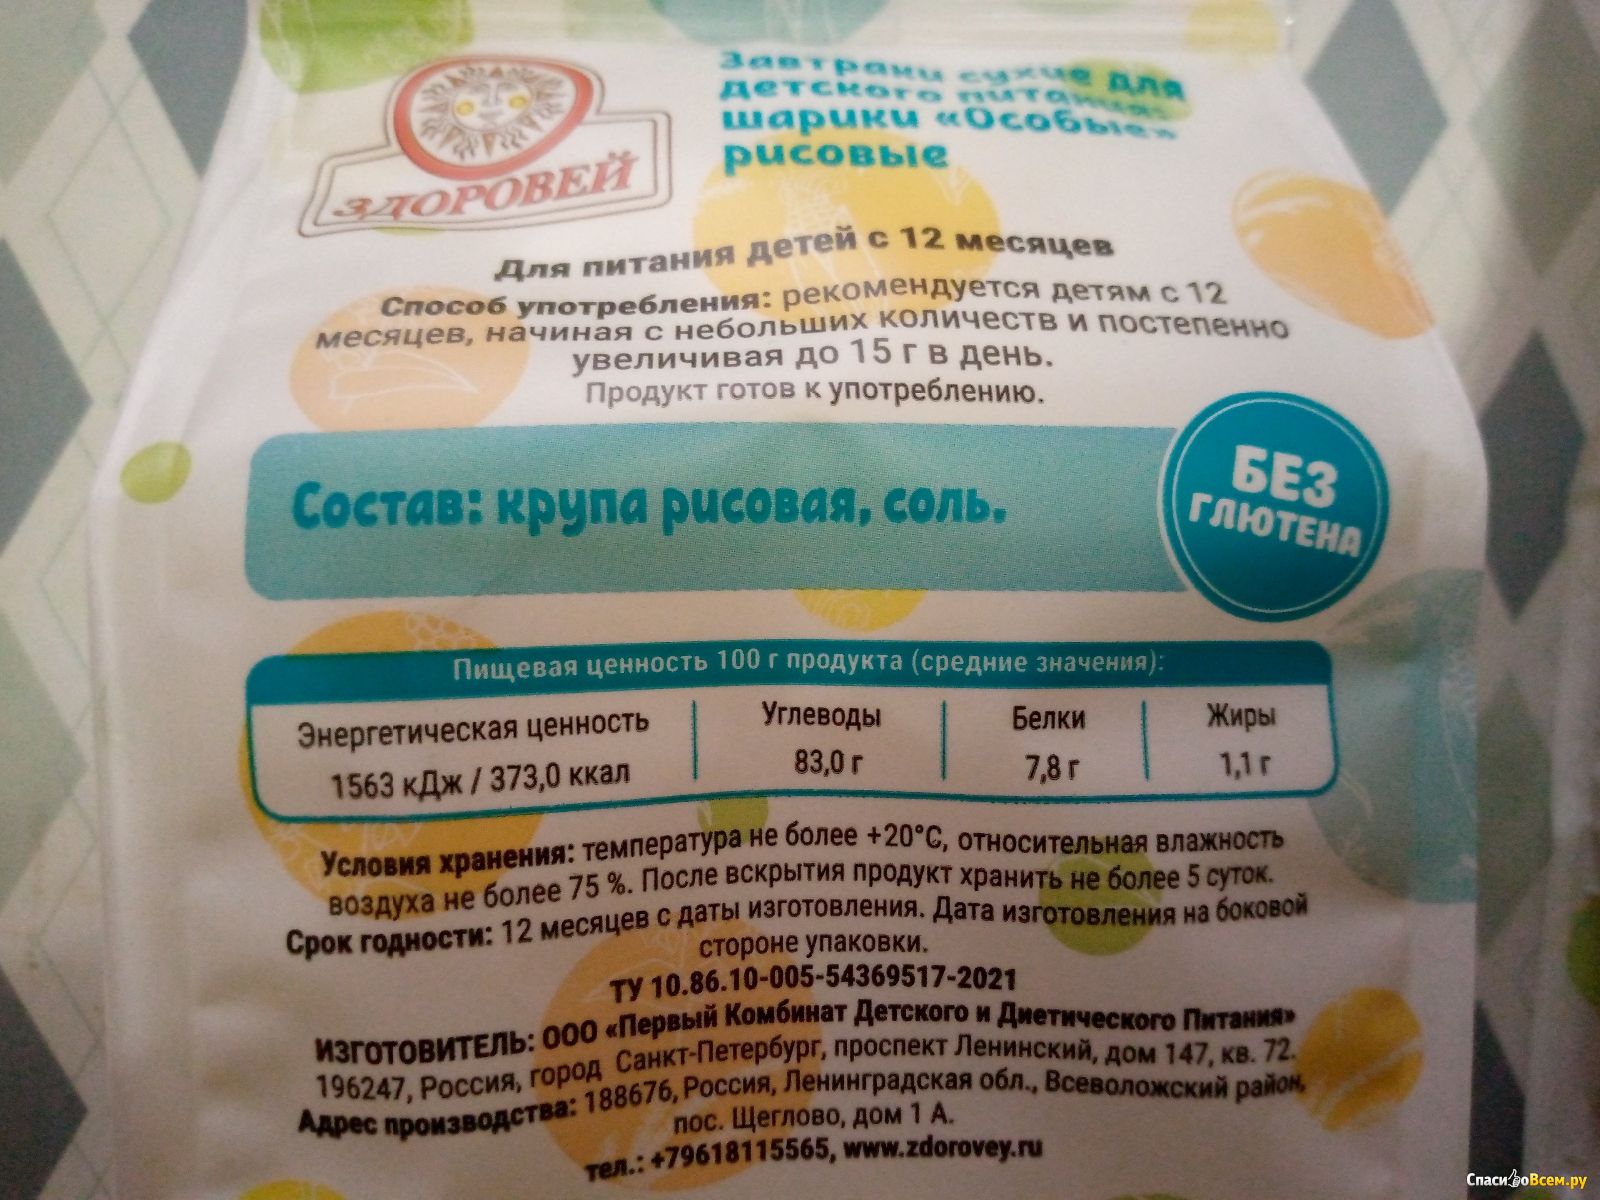 ЗДОРОВЕЙ
Завтраки сухие для
детского питания:
шарики «Особые»
рисовые
Для питания детей с 12 месяцев
Способ употребления: рекомендуется детям с 12
месяцев, начиная с небольших количеств и постепенно
увеличивая до 15 г в день.
Продукт готов к употреблению.
Состав: крупа рисовая, соль.
БЕЗ
ГЛЮТЕНА
Пищевая ценность 100 г продукта (средние значения):
Энергетическая ценность
1563 кДж / 373,0 ккал
Углеводы
83,0 г
Белки
7,8 г
Жиры
1,1 г
Условия хранения: температура не более +20°С, относительная влажность
воздуха не более 75 %. После вскрытия продукт хранить не более 5 суток.
Срок годности: 12 месяцев с даты изготовления. Дата изготовления на боковой
стороне упаковки.
ТУ 10.86.10-005-54369517-2021
ИЗГОТОВИТЕЛЬ: ООО «Первый Комбинат Детского и Диетического Питания»
196247, Россия, город Санкт-Петербург, проспект Ленинский, дом 147, кв. 72.
Адрес производства: 188676, Россия, Ленинградская обл., Всеволожский район,
пос. Щеглово, дом 1 А.
тел.: +79618115565, www.zdorovey.ru
СпасибоВсем.ру